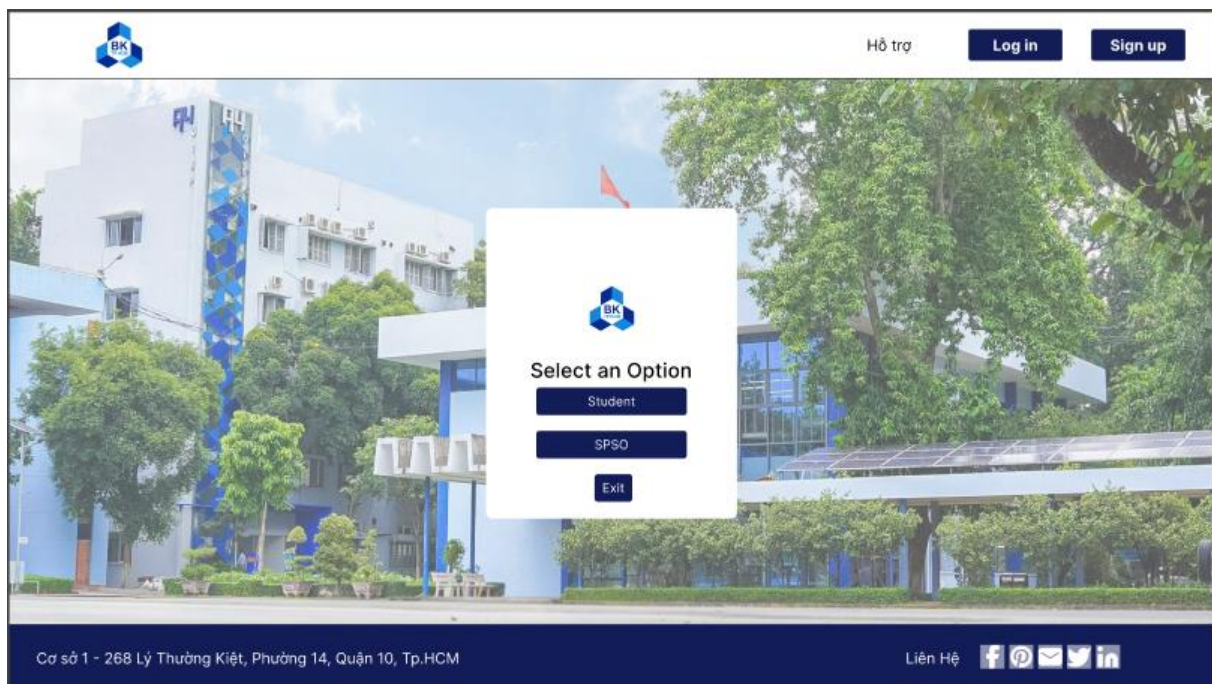 BK
Hỗ trợ
Log in
Sign up
BK
Select an Option
Student
SPSO
Exit
Cơ sở 1 - 268 Lý Thường Kiệt, Phường 14, Quận 10, Tp.HCM
Liên Hệ